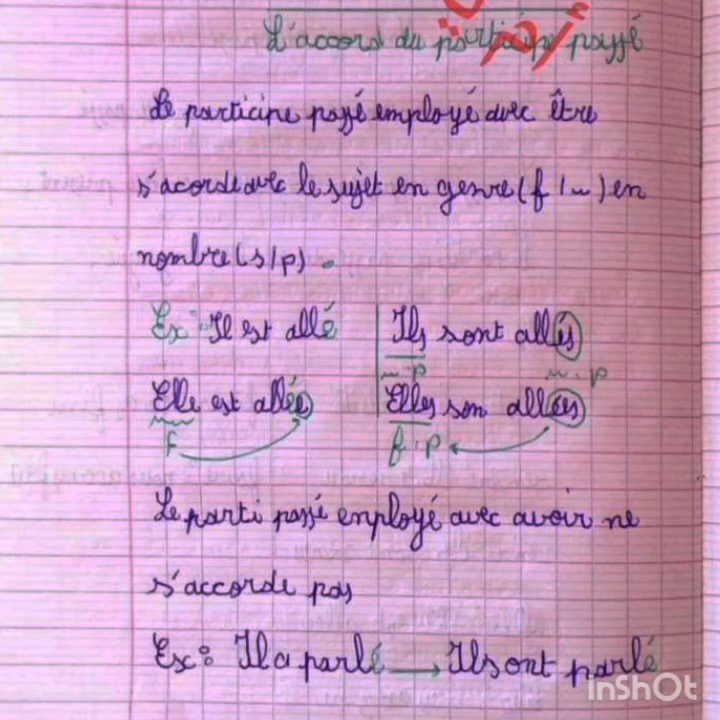 L'accord du participe passé
Le participe passé employé avec être
s'acorde avec le sujet en genre (f / m) en
nombre (s/p).
Ex: Il est allé | Ils sont allés
m.p m.p
Elle est allée Elles son allées
f f.p
Le parti passé employé avec avoir ne
s'accorde pas
Ex: Il a parlé → Ils ont parlé
InShOt